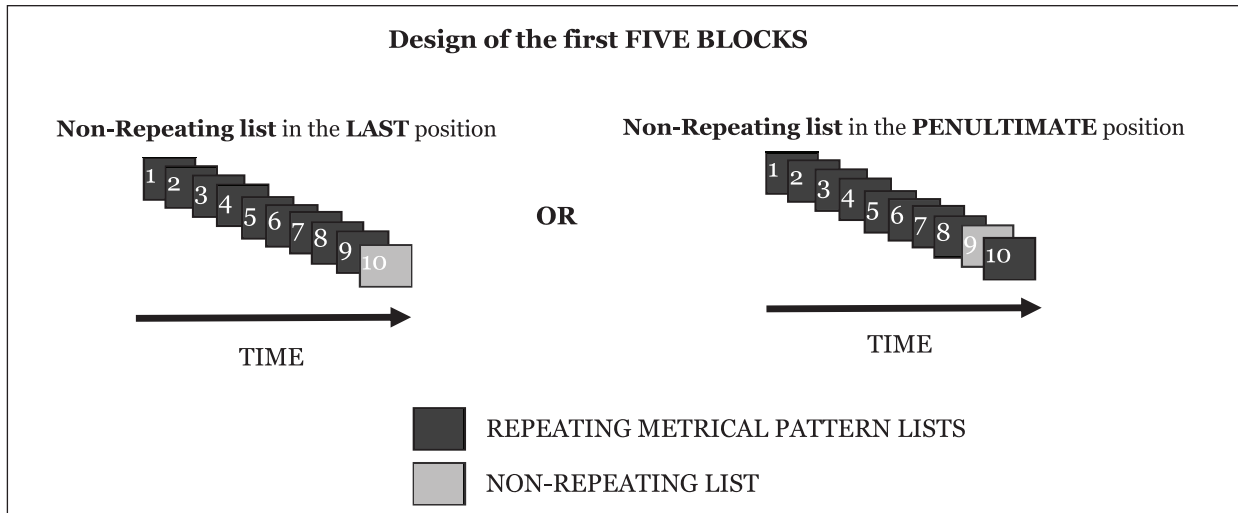 Design of the first FIVE BLOCKS
Non-Repeating list in the LAST position
1
2
3
4
5
6
7
8
9
10
TIME
OR
Non-Repeating list in the PENULTIMATE position
1
2
3
4
5
6
7
8
9
10
TIME
REPEATING METRICAL PATTERN LISTS
NON-REPEATING LIST